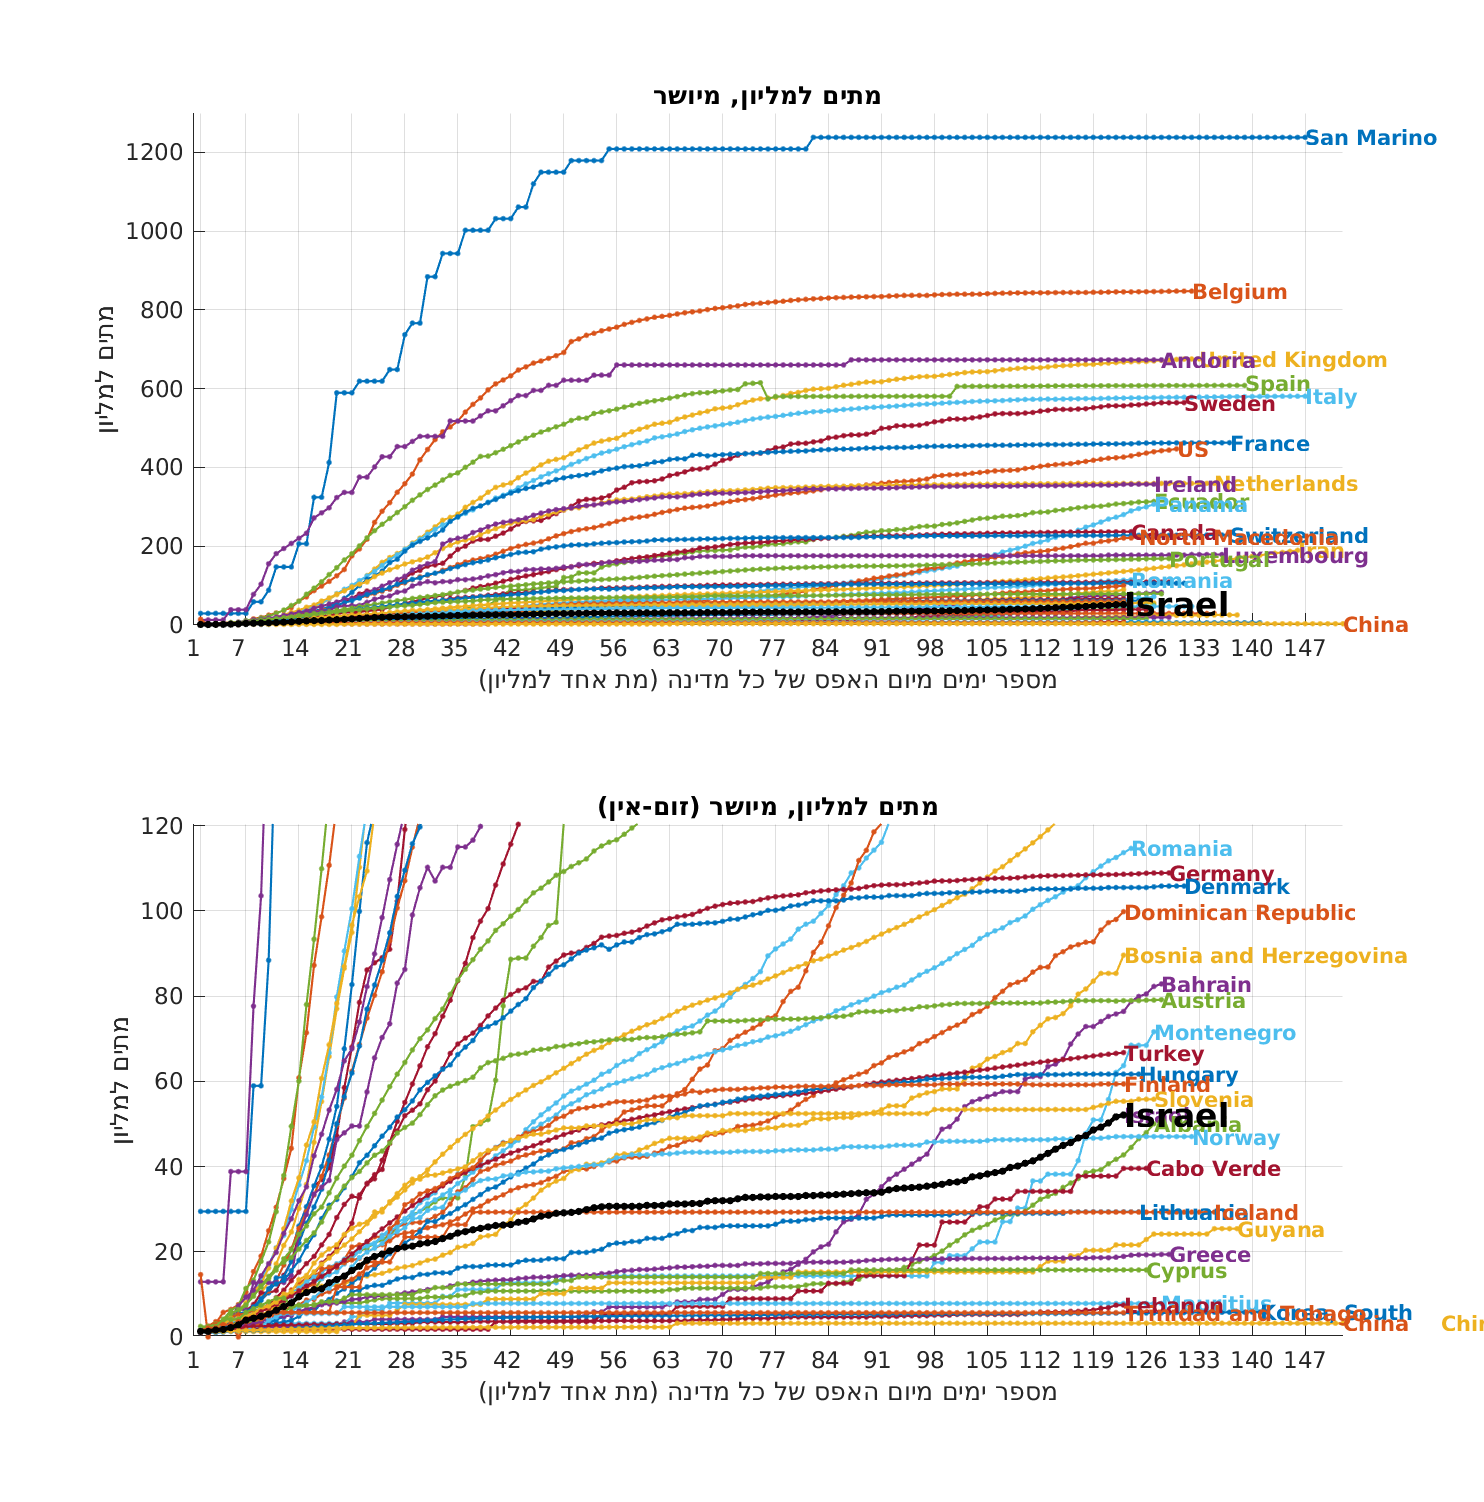 מתים למליון, מיושר
מתים למליון
1200
1000
800
600
400
200
0
San Marino
Belgium
United Kingdom
Andorra
Spain
Italy
Sweden
France
US
Netherlands
Ireland
Ecuador
Panama
Canada
Switzerland
North Macedonia
Iran
Luxembourg
Portugal
Romania
Israel
China
1 7 14 21 28 35 42 49 56 63 70 77 84 91 98 105 112 119 126 133 140 147
מספר ימים מיום האפס של כל מדינה (מת אחד למליון)
מתים למליון, מיושר (זום-אין)
מתים למליון
120
100
80
60
40
20
0
Romania
Germany
Denmark
Dominican Republic
Bosnia and Herzegovina
Bahrain
Austria
Montenegro
Turkey
Hungary
Finland
Slovenia
Israel
Albania
Norway
Cabo Verde
Lithuania
Iceland
Guyana
Greece
Cyprus
Mauritius
Lebanon
Korea, South
Trinidad and Tobago
China
1 7 14 21 28 35 42 49 56 63 70 77 84 91 98 105 112 119 126 133 140 147
מספר ימים מיום האפס של כל מדינה (מת אחד למליון)